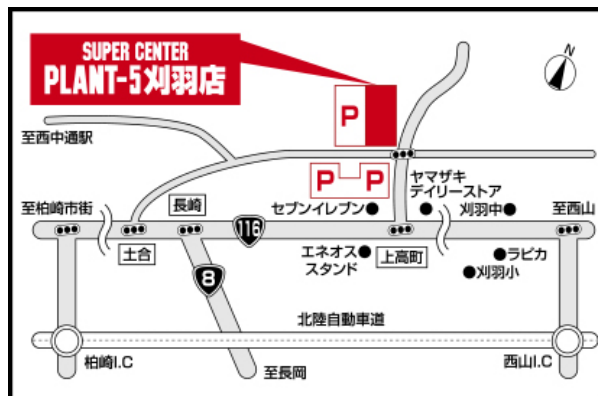 SUPER CENTER
PLANT-5刈羽店
N
P
至西中通駅
P P
ヤマザキ
デイリーストア
セブンイレブン
刈羽中
至柏崎市街
長崎
至西山
116
土合
エネオス
スタンド
上高町
ラピカ
刈羽小
8
北陸自動車道
柏崎I.C
至長岡
西山I.C